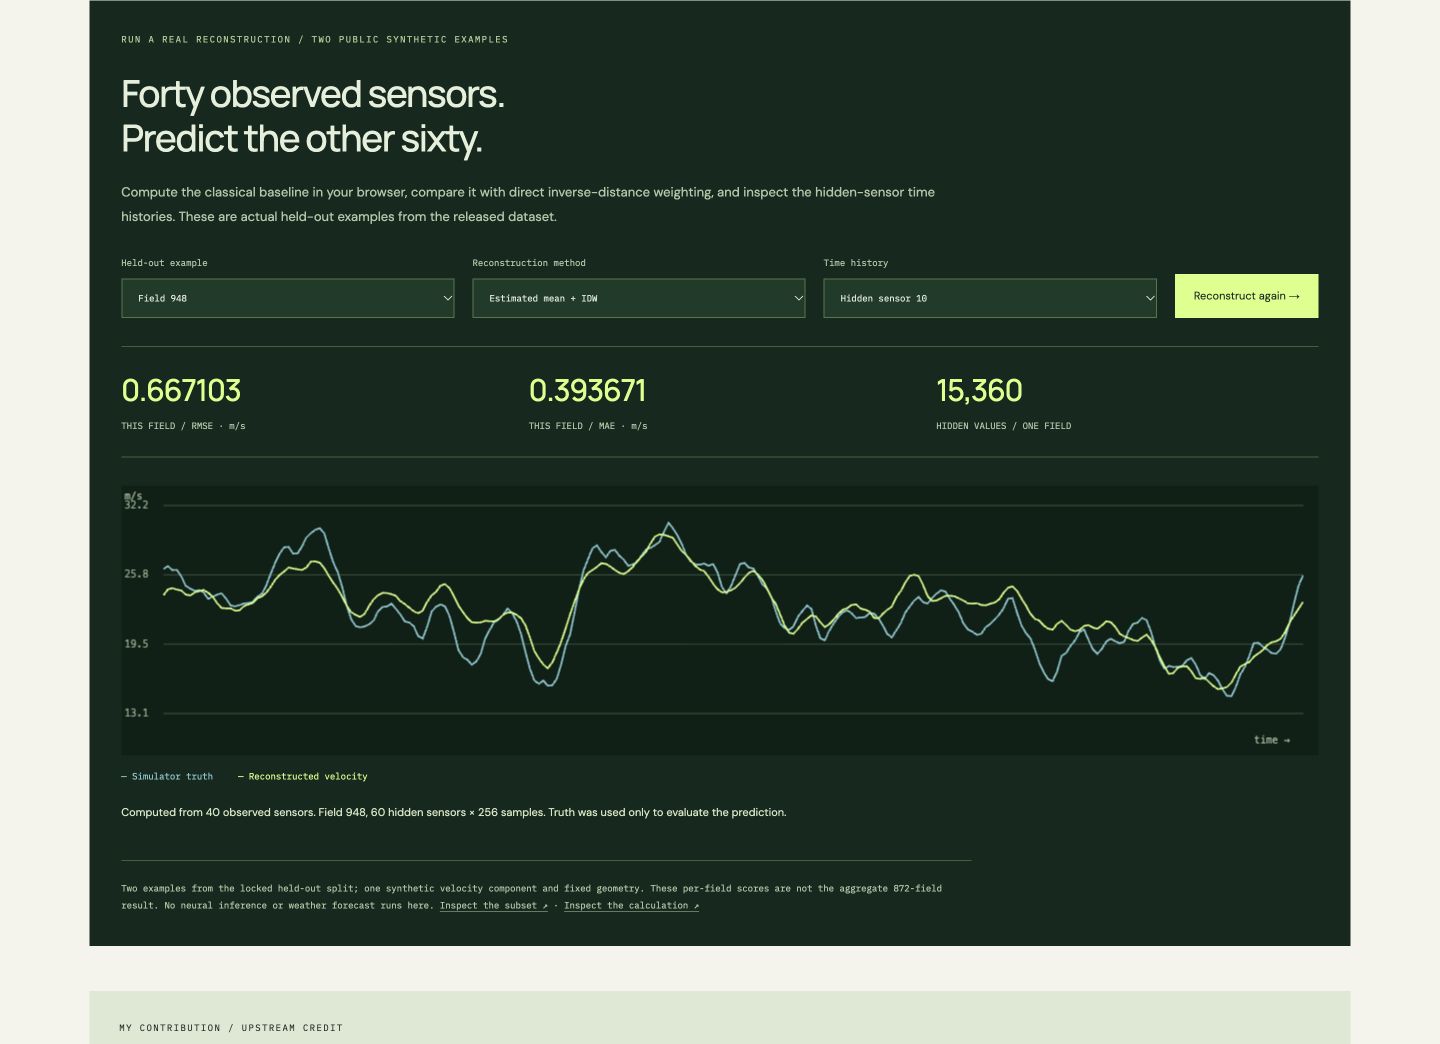 RUN A REAL RECONSTRUCTION / TWO PUBLIC SYNTHETIC EXAMPLES
Forty observed sensors.
Predict the other sixty.
Compute the classical baseline in your browser, compare it with direct inverse-distance weighting, and inspect the hidden-sensor time
histories. These are actual held-out examples from the released dataset.
Held-out example
Reconstruction method
Time history
Field 948
Estimated mean + IDW
Hidden sensor 10
Reconstruct again →
0.667103
0.393671
15,360
THIS FIELD / RMSE · m/s
THIS FIELD / MAE · m/s
HIDDEN VALUES / ONE FIELD
m/s
32.2
25.8
19.5
13.1
time →
— Simulator truth
— Reconstructed velocity
Computed from 40 observed sensors. Field 948, 60 hidden sensors × 256 samples. Truth was used only to evaluate the prediction.
Two examples from the locked held-out split; one synthetic velocity component and fixed geometry. These per-field scores are not the aggregate 872-field
result. No neural inference or weather forecast runs here. Inspect the subset ↗ · Inspect the calculation ↗
MY CONTRIBUTION / UPSTREAM CREDIT